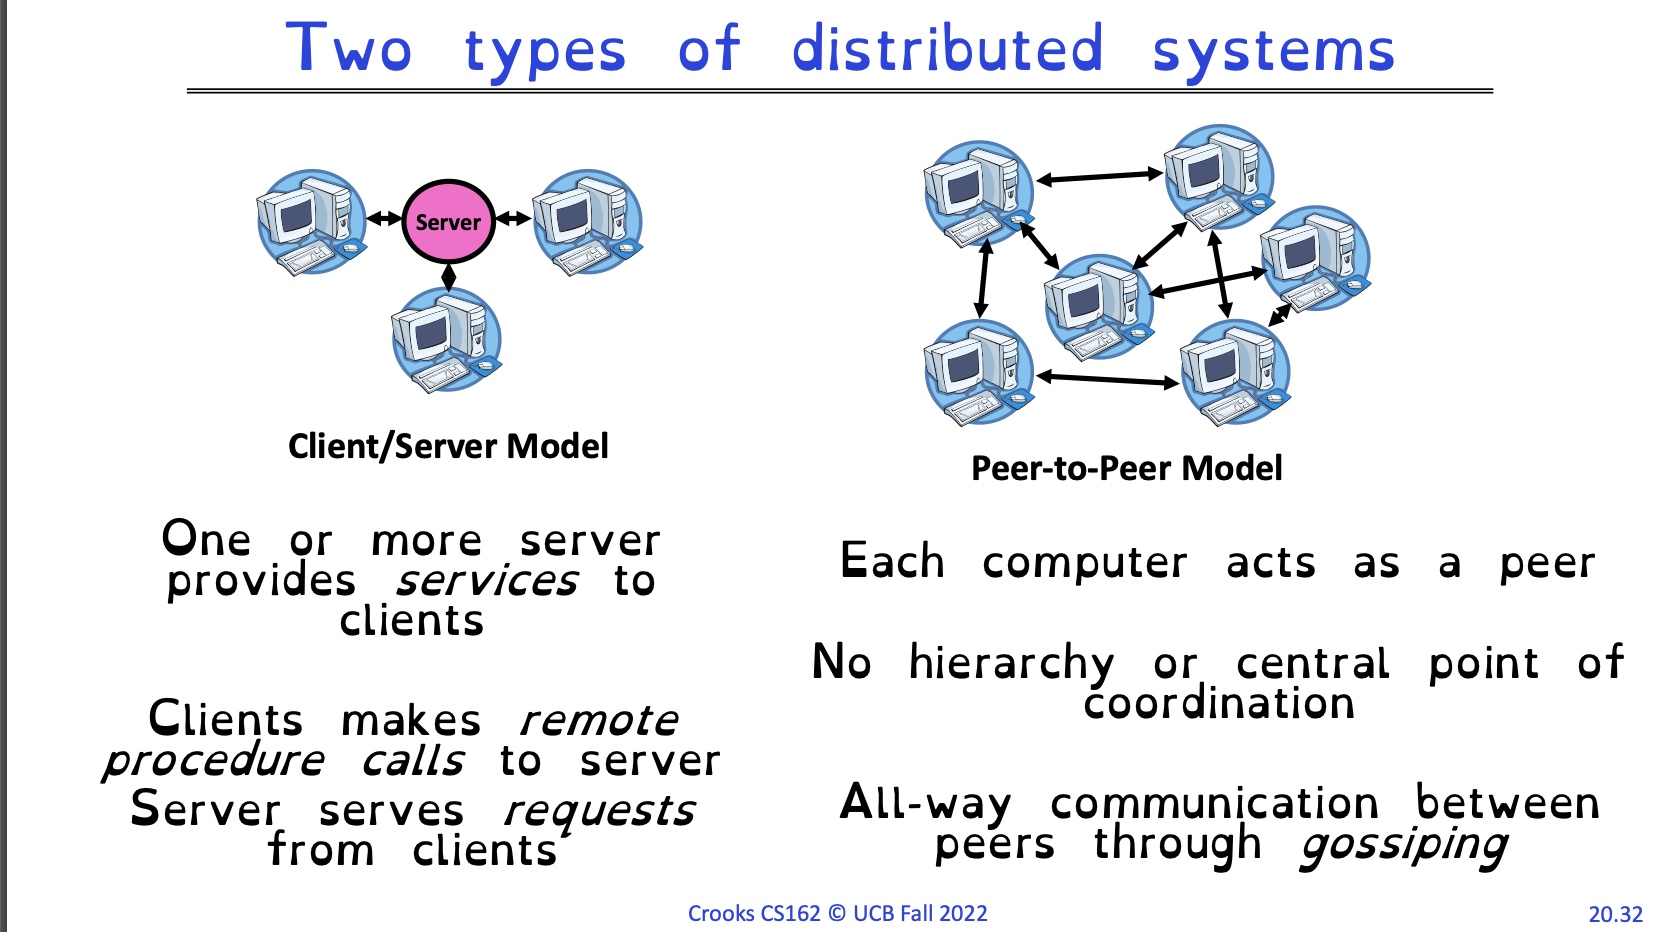 Two types of distributed systems
Server
Client/Server Model
One or more server
provides services to
clients
Clients makes remote
procedure calls to server
Server serves requests
from clients
Peer-to-Peer Model
Each computer acts as a peer
No hierarchy or central point of
coordination
All-way communication between
peers through gossiping
Crooks CS162 © UCB Fall 2022
20.32